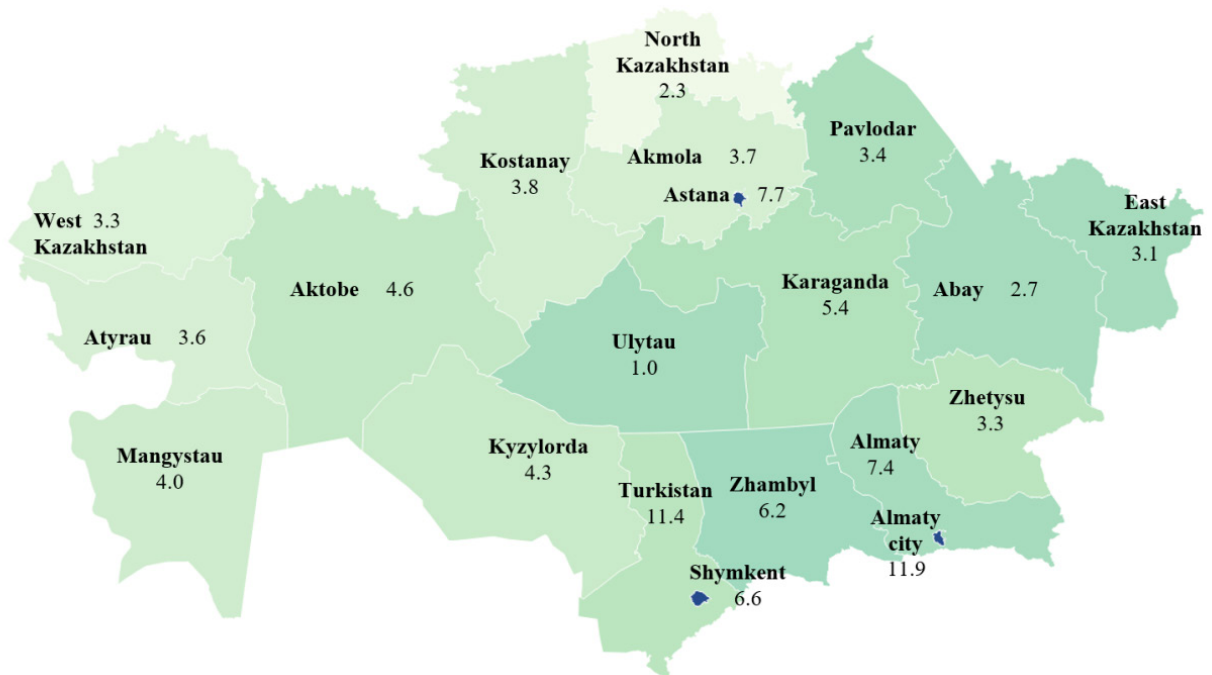 North
Kazakhstan
2.3
Pavlodar
3.4
Akmola 3.7
Kostanay
3.8
Astana 7.7
East
Kazakhstan
3.1
West 3.3
Kazakhstan
Karaganda
5.4
Aktobe 4.6
Abay 2.7
Atyrau 3.6
Ulytau
1.0
Zhetysu
3.3
Mangystau
4.0
Kyzylorda
4.3
Almaty
7.4
Turkistan
11.4
Zhambyl
6.2
Almaty
city
11.9
Shymkent
6.6